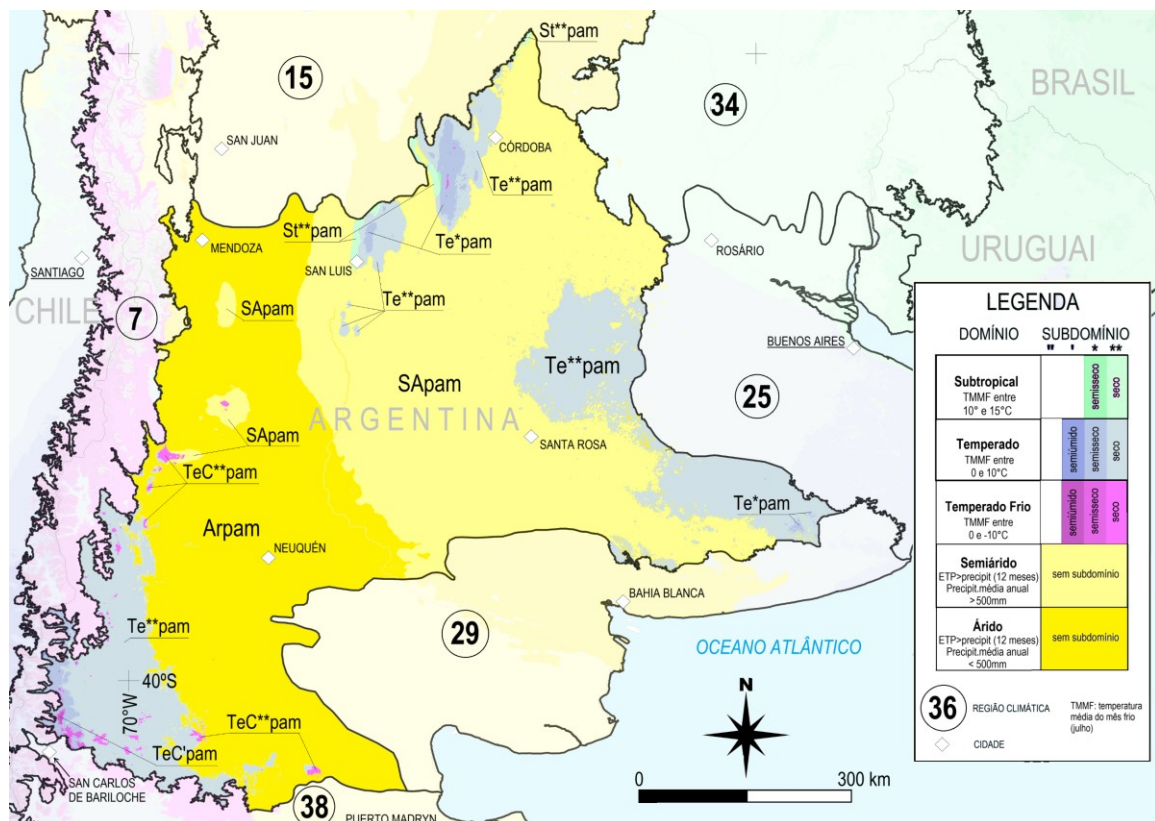 St**pam
BRASIL
15
34
SAN JUAN
CÓRDOBA
Te**pam
St**pam
Te*pam
MENDOZA
ROSÁRIO
URUGUAI
SANTIAGO
SAN LUIS
CHILE
7
SApam
Te**pam
BUENOS AIRES
Te**pam
SApam
25
ARGENTINA
SANTA ROSA
SApam
TeC**pam
Te*pam
Arpam
NEUQUÉN
BAHIA BLANCA
Te**pam
29
OCEANO ATLÂNTICO
40ºS
70°W
N
TeC**pam
TeC'pam
SAN CARLOS
DE BARILOCHE
0
300 km
38
PUERTO MADRYN
LEGENDA
DOMÍNIO SUBDOMÍNIO
" ' * **
Subtropical
TMMF entre
10° e 15°C
semisseco
seco
Temperado
TMMF entre
0 e 10°C
semiúmido
semisseco
seco
Temperado Frio
TMMF entre
0 e -10°C
semiúmido
semisseco
seco
Semiárido
ETP>precipit (12 meses)
Precipit.média anual
>500mm
sem subdomínio
Árido
ETP>precipit (12 meses)
Precipit.média anual
< 500mm
sem subdomínio
36
REGIÃO CLIMÁTICA
TMMF: temperatura
média do mês frio
(julho)
CIDADE